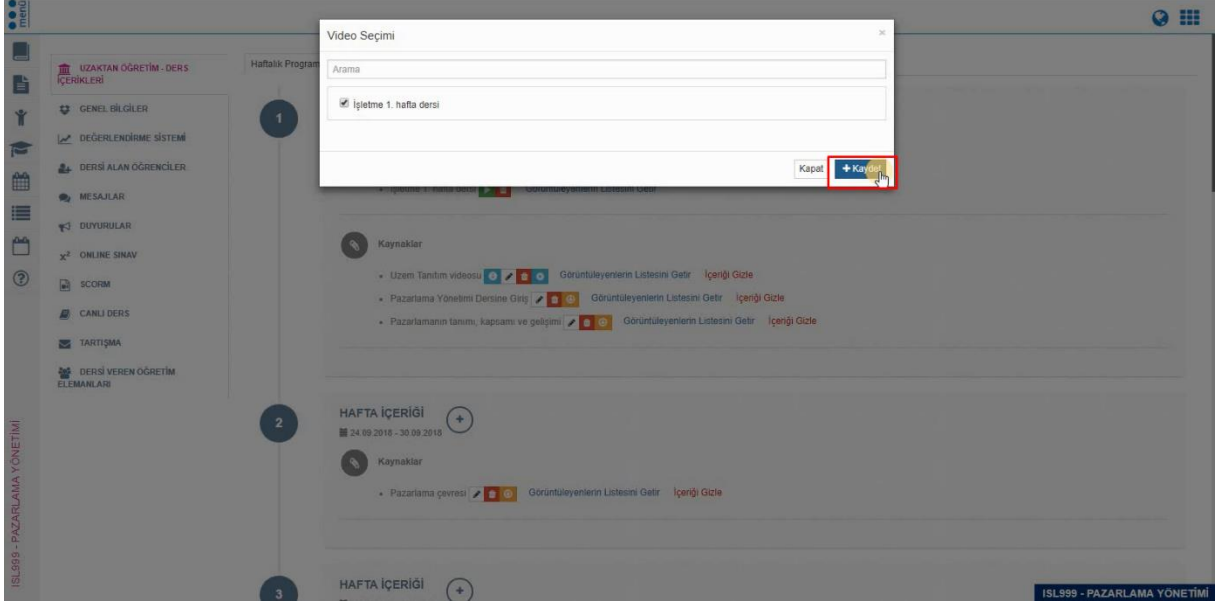 menü
Video Seçimi
×
Arama
İşletme 1. hafta dersi
Kapat
+ Kaydet
UZAKTAN ÖĞRETİM - DERS
İÇERİKLERİ
GENEL BİLGİLER
DEĞERLENDİRME SİSTEMİ
DERSİ ALAN ÖĞRENCİLER
MESAJLAR
DUYURULAR
ONLINE SINAV
SCORM
CANLI DERS
TARTIŞMA
DERSİ VEREN ÖĞRETİM
ELEMANLARI
Haftalık Program
1
İşletme 1. hafta dersi Görüntüleyenlerin Listesini Getir
Kaynaklar
Uzem Tanıtım videosu Görüntüleyenlerin Listesini Getir İçeriği Gizle
Pazarlama Yönetimi Dersine Giriş Görüntüleyenlerin Listesini Getir İçeriği Gizle
Pazarlamanın tanımı, kapsamı ve gelişimi Görüntüleyenlerin Listesini Getir İçeriği Gizle
2
HAFTA İÇERİĞİ
24.09.2018 - 30.09.2018
Kaynaklar
Pazarlama çevresi Görüntüleyenlerin Listesini Getir İçeriği Gizle
3
HAFTA İÇERİĞİ
ISL999 - PAZARLAMA YÖNETİMİ
ISL999 - PAZARLAMA YÖNETİMİ